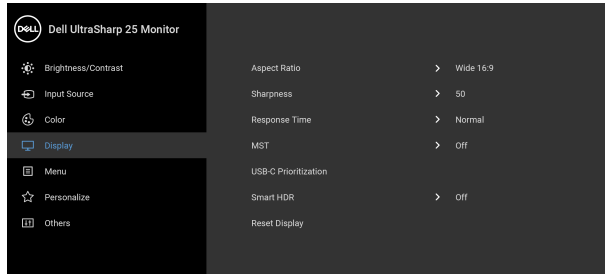 DELL Dell UltraSharp 25 Monitor
Brightness/Contrast
Input Source
Color
Display
Menu
Personalize
Others
Aspect Ratio > Wide 16:9
Sharpness > 50
Response Time > Normal
MST > Off
USB-C Prioritization
Smart HDR > Off
Reset Display